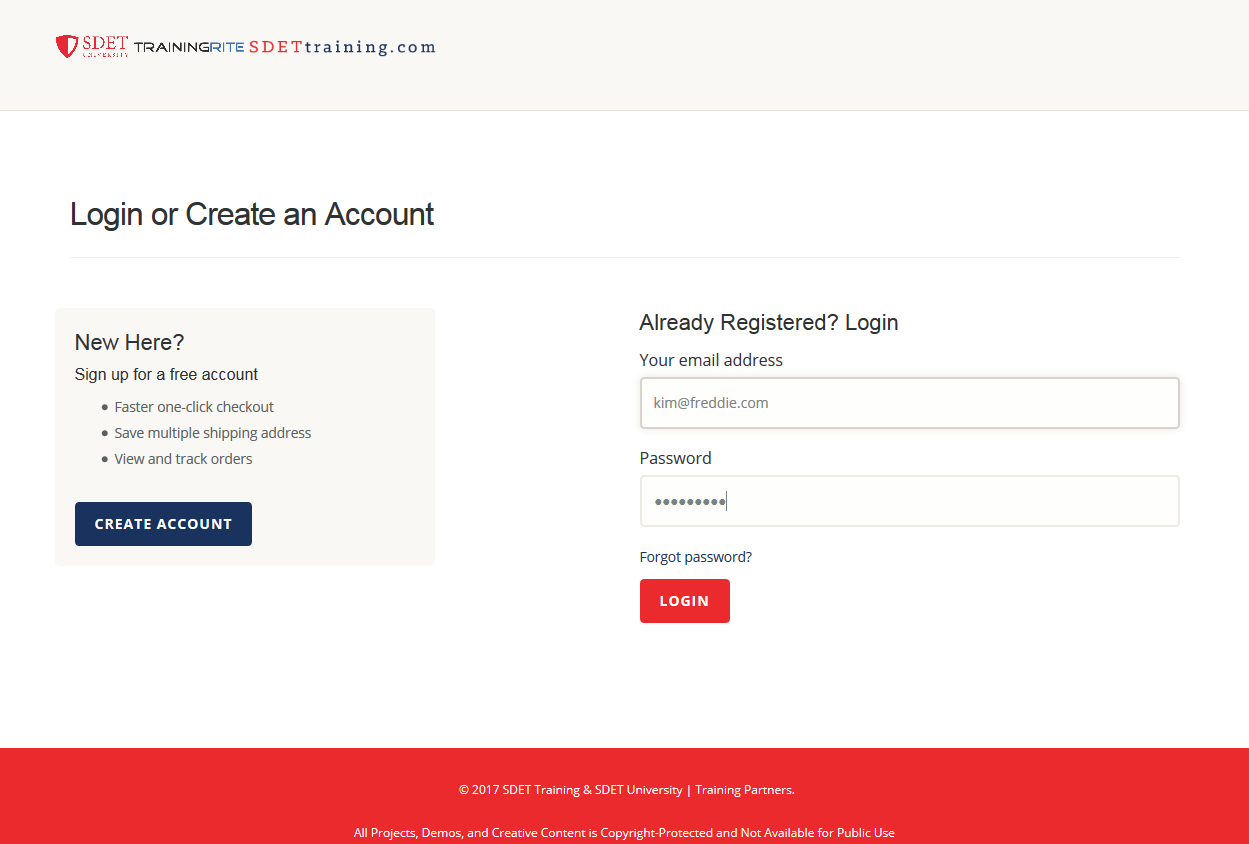 SDET UNIVERSITY TRAININGRITE SDETtraining.com
Login or Create an Account
New Here?
Sign up for a free account
Faster one-click checkout
Save multiple shipping address
View and track orders
CREATE ACCOUNT
Already Registered? Login
Your email address
kim@freddie.com
Password
•••••••••
Forgot password?
LOGIN
© 2017 SDET Training & SDET University | Training Partners.
All Projects, Demos, and Creative Content is Copyright-Protected and Not Available for Public Use